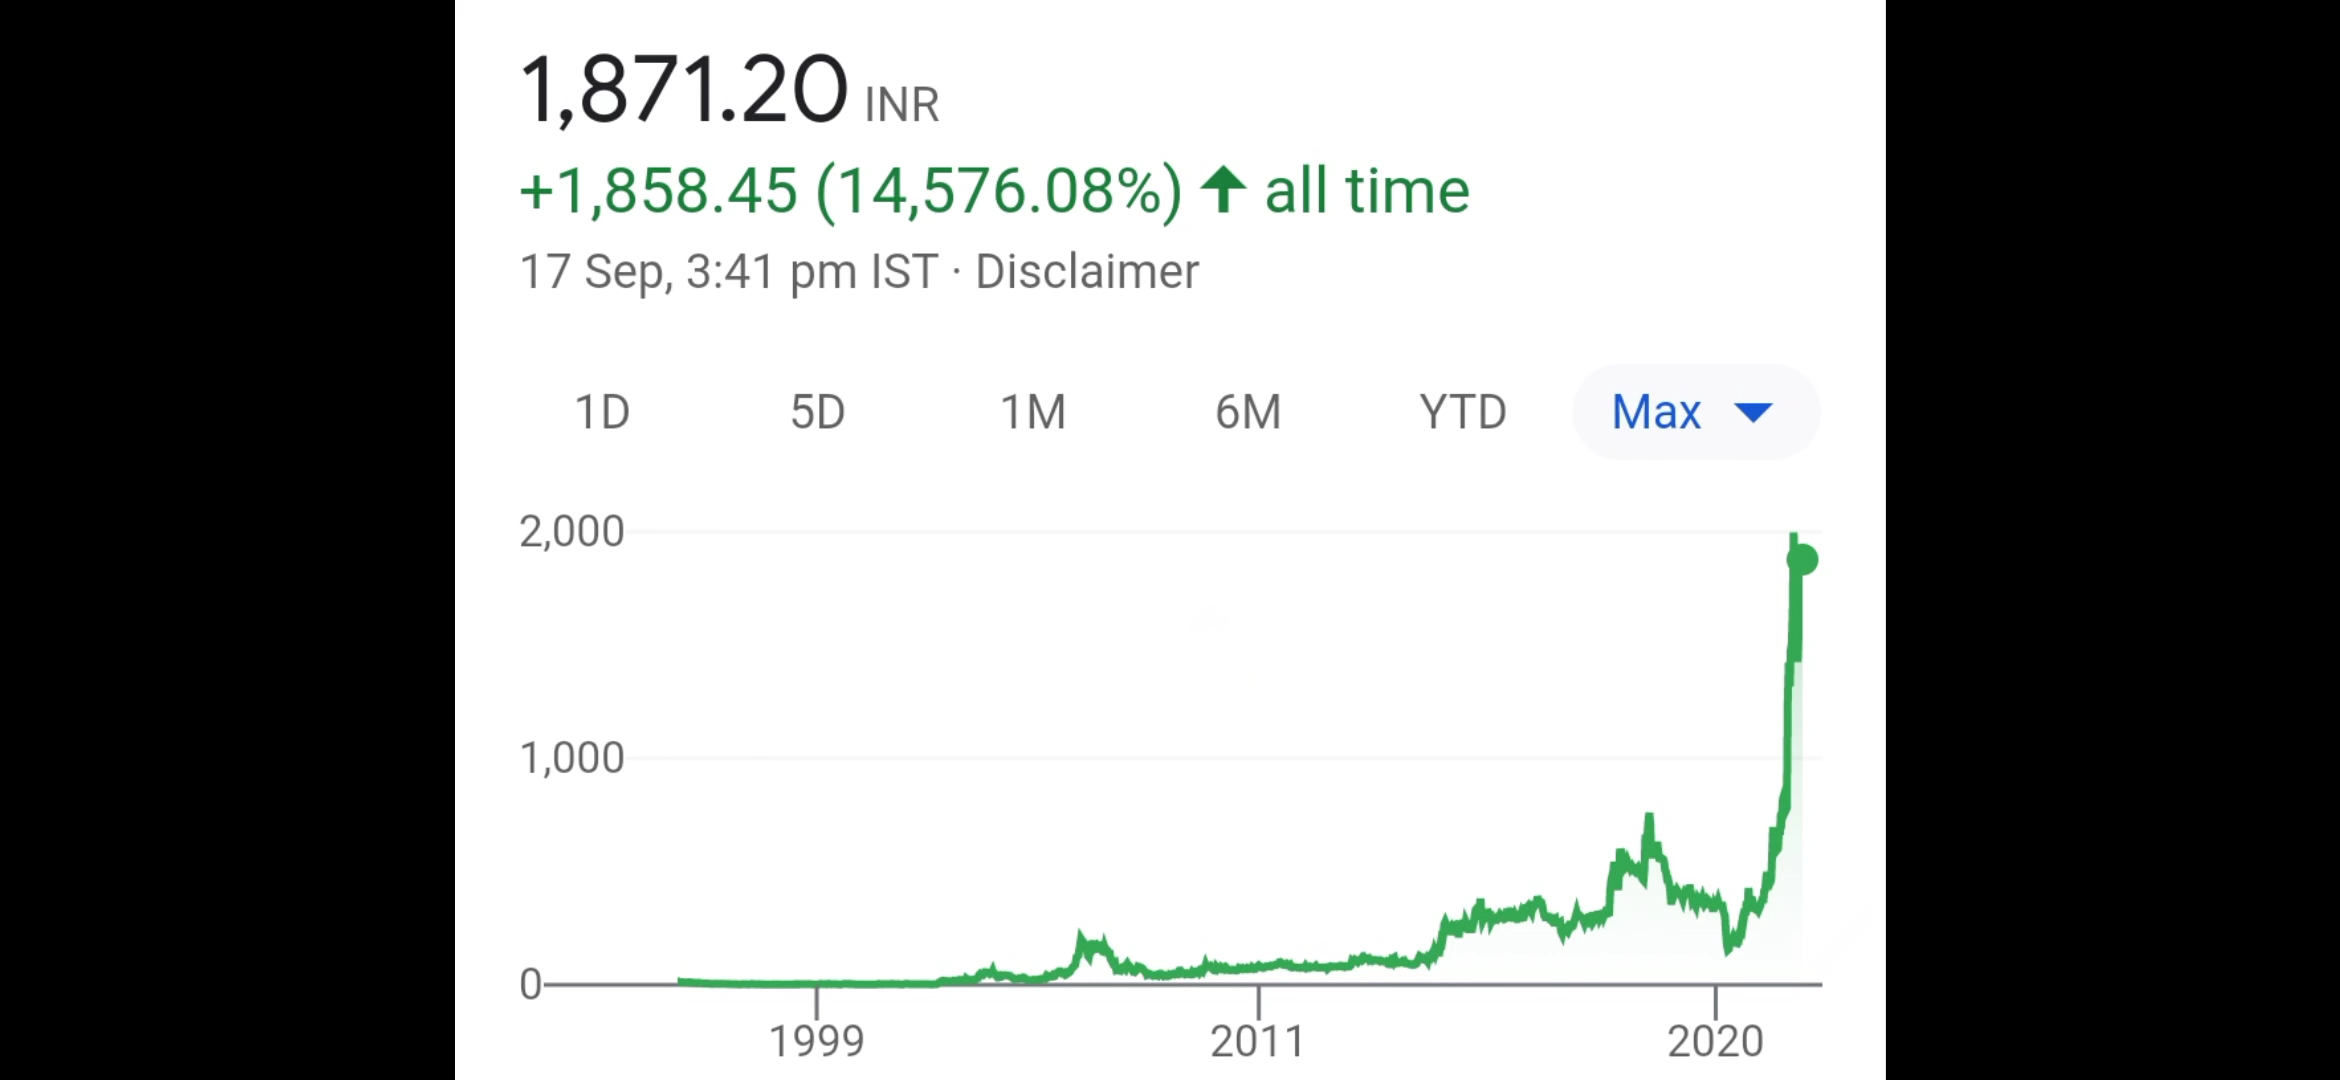 1,871.20 INR
+1,858.45 (14,576.08%) ↑ all time
17 Sep, 3:41 pm IST · Disclaimer
1D 5D 1M 6M YTD Max
2,000
1,000
0
1999 2011 2020